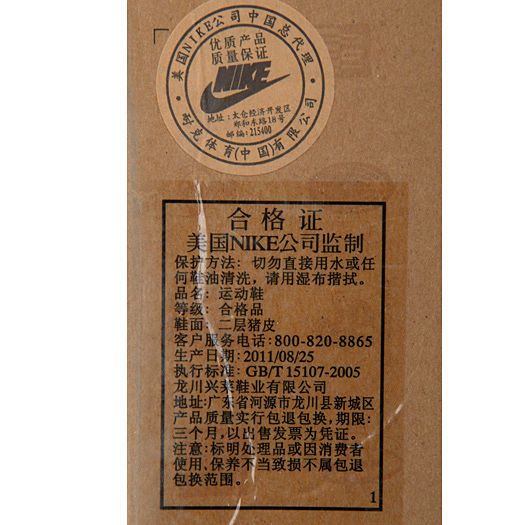 美国NIKE公司中国总代理
优质产品
质量保证
NIKE
地址:太仓经济开发区
郑和东路18号
邮编:215400
耐克体育(中国)有限公司
合格证
美国NIKE公司监制
保护方法: 切勿直接用水或任
何鞋油清洗, 请用湿布揩拭。
品名: 运动鞋
等级: 合格品
鞋面: 二层猪皮
客户服务电话:800-820-8865
生产日期:2011/08/25
执行标准: GB/T 15107-2005
龙川兴莱鞋业有限公司
地址:广东省河源市龙川县新城区
产品质量实行包退包换, 期限:
三个月, 以出售发票为凭证。
注意: 标明处理品或因消费者
使用、保养不当致损不属包退
包换范围。
1